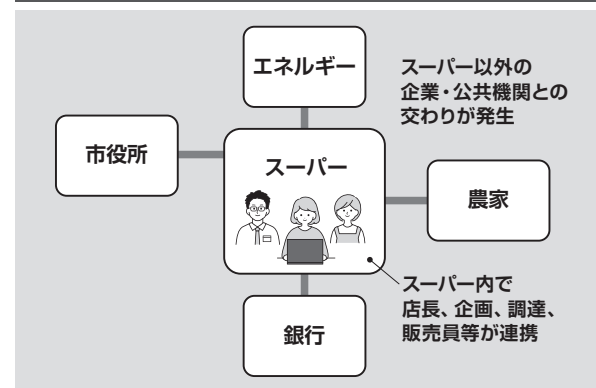 エネルギー
スーパー以外の
企業・公共機関との
交わりが発生
市役所
スーパー
農家
スーパー内で
店長、企画、調達、
販売員等が連携
銀行